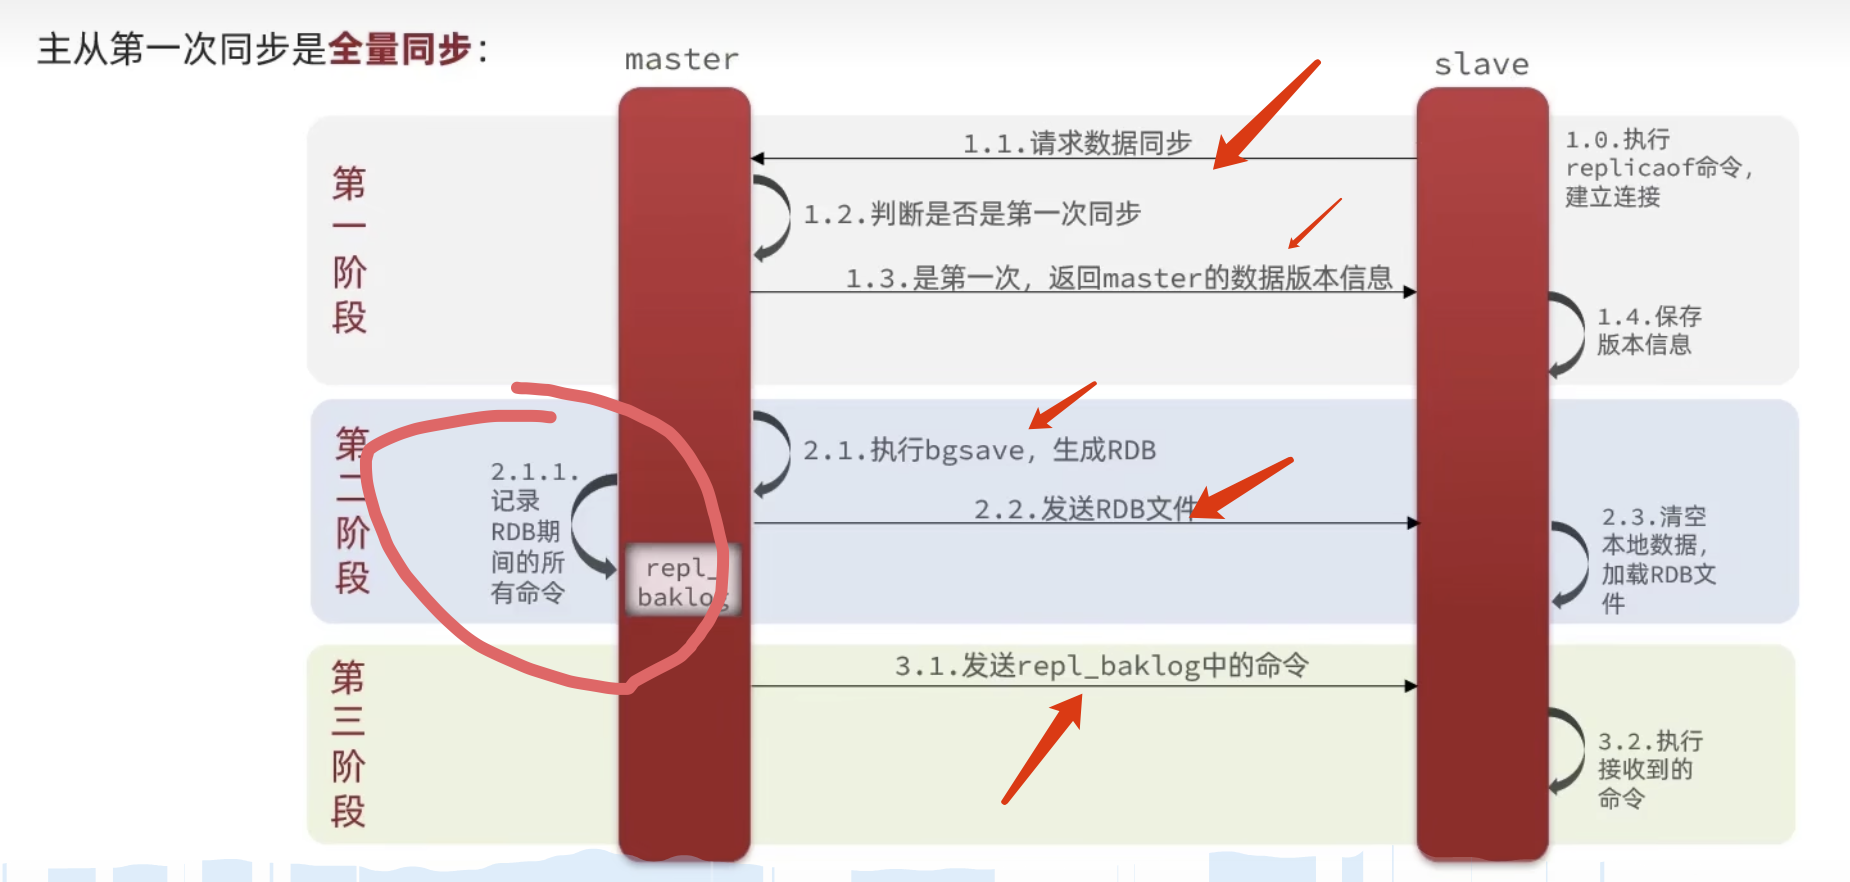 主从第一次同步是全量同步:
master
slave
第
一
阶
段
1.0.执行
replicaof命令,
建立连接
1.1.请求数据同步
1.2.判断是否是第一次同步
1.3.是第一次, 返回master的数据版本信息
1.4.保存
版本信息
第
二
阶
段
2.1.执行bgsave, 生成RDB
2.1.1.
记录
RDB期
间的所
有命令
repl_
baklog
2.2.发送RDB文件
2.3.清空
本地数据,
加载RDB文
件
第
三
阶
段
3.1.发送repl_baklog中的命令
3.2.执行
接收到的
命令